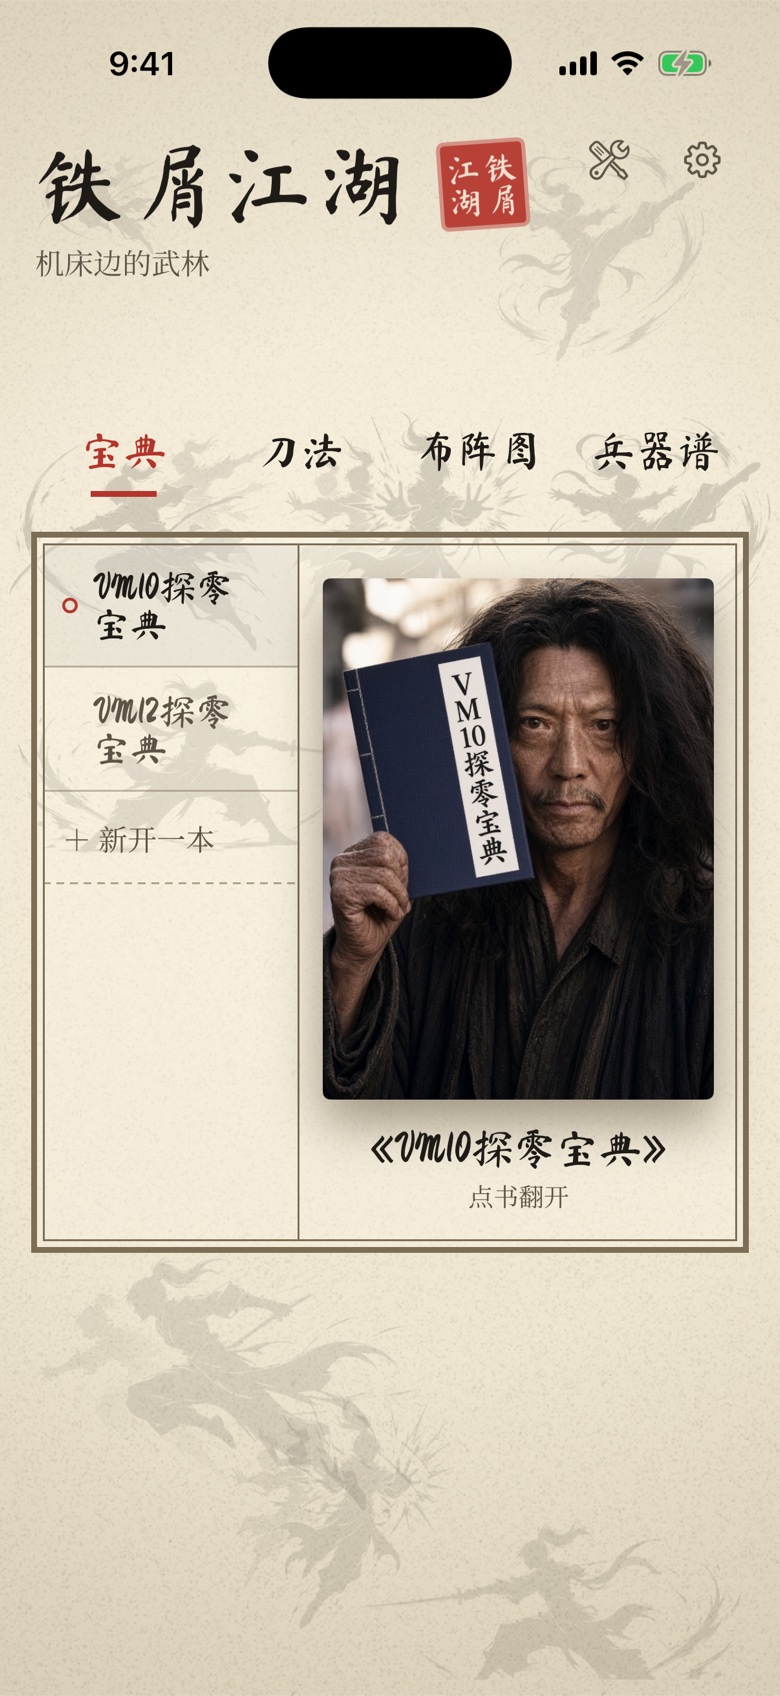 9:41
铁屑江湖
江铁
湖屑
机床边的武林
宝典
刀法
布阵图
兵器谱
VM10探零
宝典
VM12探零
宝典
+ 新开一本
VM10探零宝典
《VM10探零宝典》
点书翻开